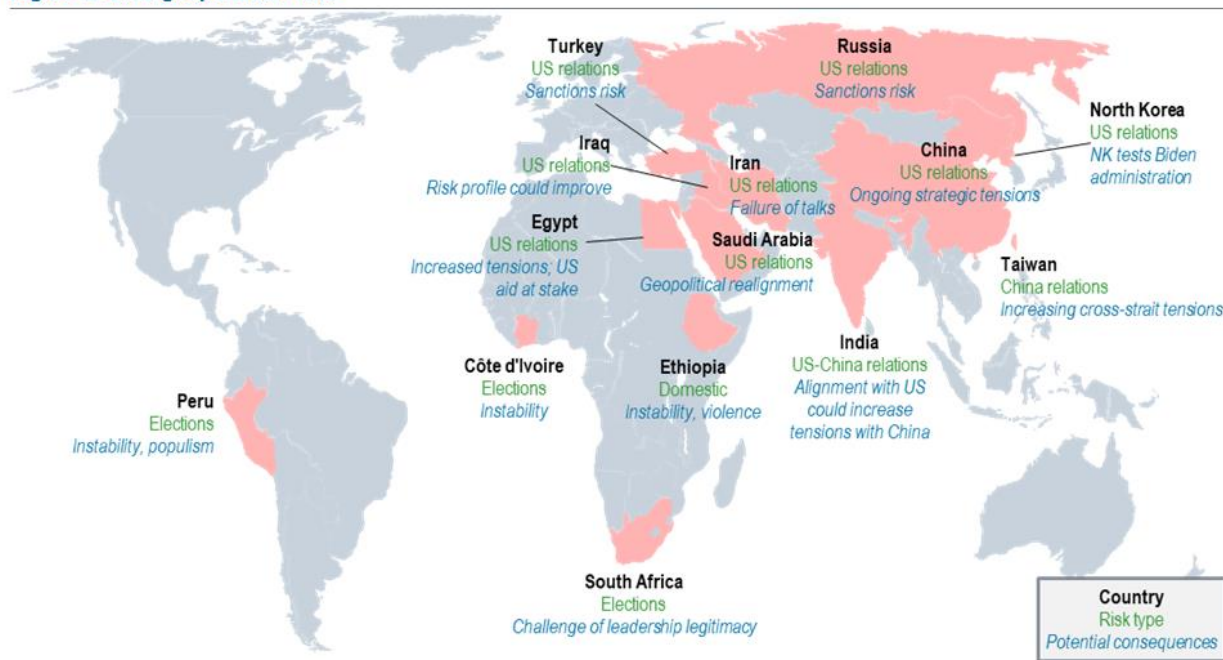 Turkey
US relations
Sanctions risk
Russia
US relations
Sanctions risk
North Korea
US relations
NK tests Biden
administration
Iraq
US relations
Risk profile could improve
Iran
US relations
Failure of talks
China
US relations
Ongoing strategic tensions
Egypt
US relations
Increased tensions; US
aid at stake
Saudi Arabia
US relations
Geopolitical realignment
Taiwan
China relations
Increasing cross-strait tensions
Côte d'Ivoire
Elections
Instability
Ethiopia
Domestic
Instability, violence
India
US-China relations
Alignment with US
could increase
tensions with China
Peru
Elections
Instability, populism
South Africa
Elections
Challenge of leadership legitimacy
Country
Risk type
Potential consequences